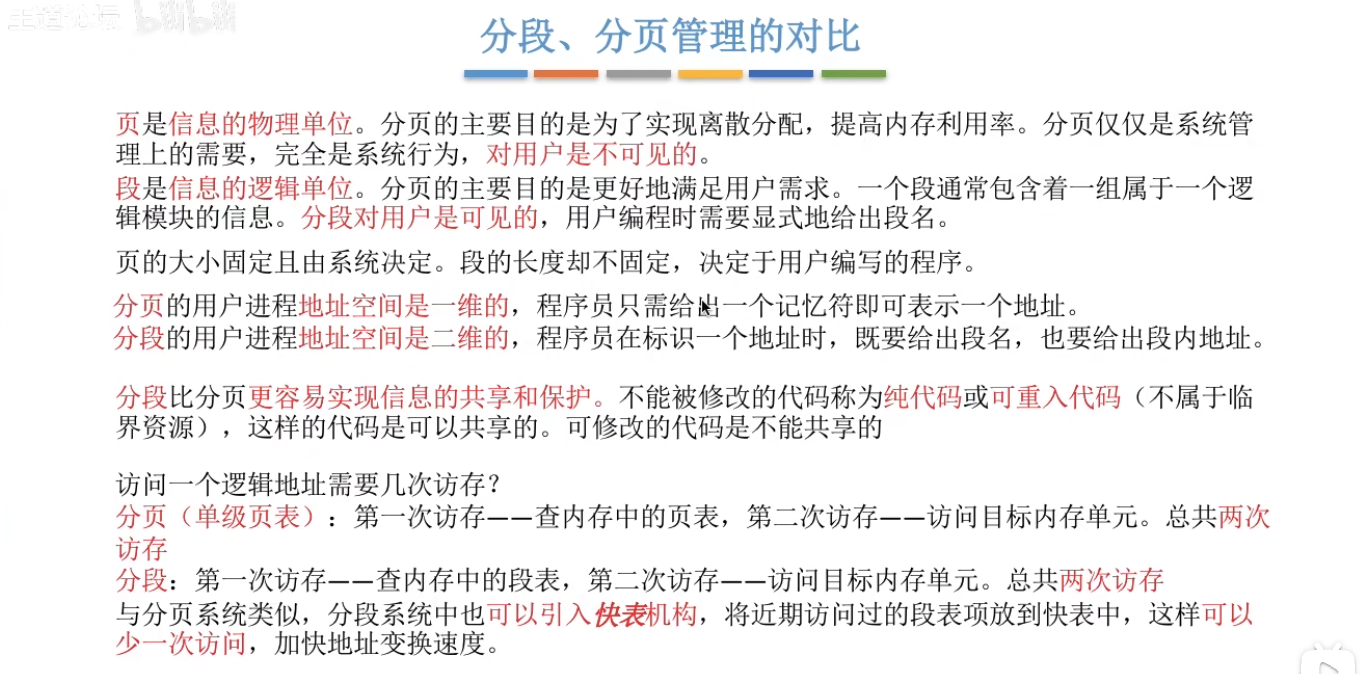 王道论坛 bilibili
分段、分页管理的对比
页是信息的物理单位。分页的主要目的是为了实现离散分配，提高内存利用率。分页仅仅是系统管
理上的需要，完全是系统行为，对用户是不可见的。
段是信息的逻辑单位。分页的主要目的是更好地满足用户需求。一个段通常包含着一组属于一个逻
辑模块的信息。分段对用户是可见的，用户编程时需要显式地给出段名。
页的大小固定且由系统决定。段的长度却不固定，决定于用户编写的程序。
分页的用户进程地址空间是一维的，程序员只需给出一个记忆符即可表示一个地址。
分段的用户进程地址空间是二维的，程序员在标识一个地址时，既要给出段名，也要给出段内地址。
分段比分页更容易实现信息的共享和保护。不能被修改的代码称为纯代码或可重入代码（不属于临
界资源），这样的代码是可以共享的。可修改的代码是不能共享的
访问一个逻辑地址需要几次访存？
分页（单级页表）：第一次访存——查内存中的页表，第二次访存——访问目标内存单元。总共两次
访存
分段：第一次访存——查内存中的段表，第二次访存——访问目标内存单元。总共两次访存
与分页系统类似，分段系统中也可以引入快表机构，将近期访问过的段表项放到快表中，这样可以
少一次访问，加快地址变换速度。